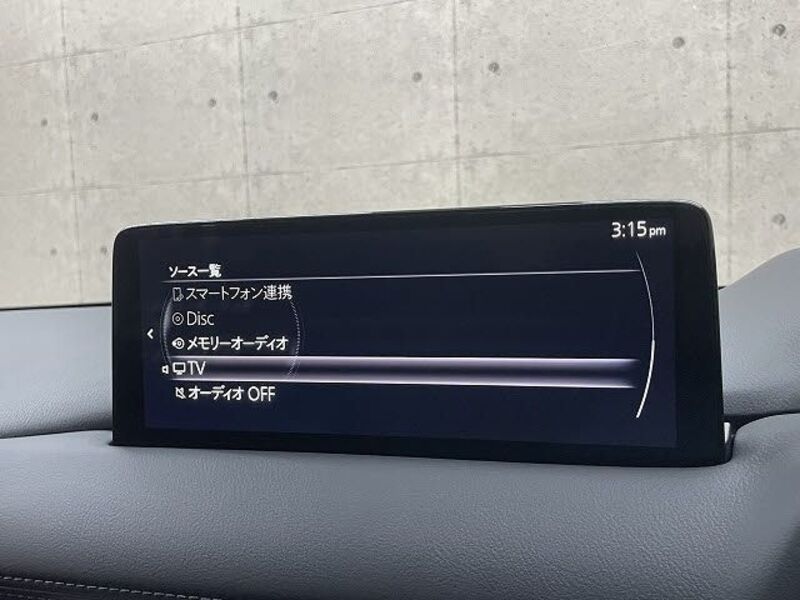 3:15pm
ソース一覧
スマートフォン連携
Disc
メモリーオーディオ
TV
オーディオ OFF